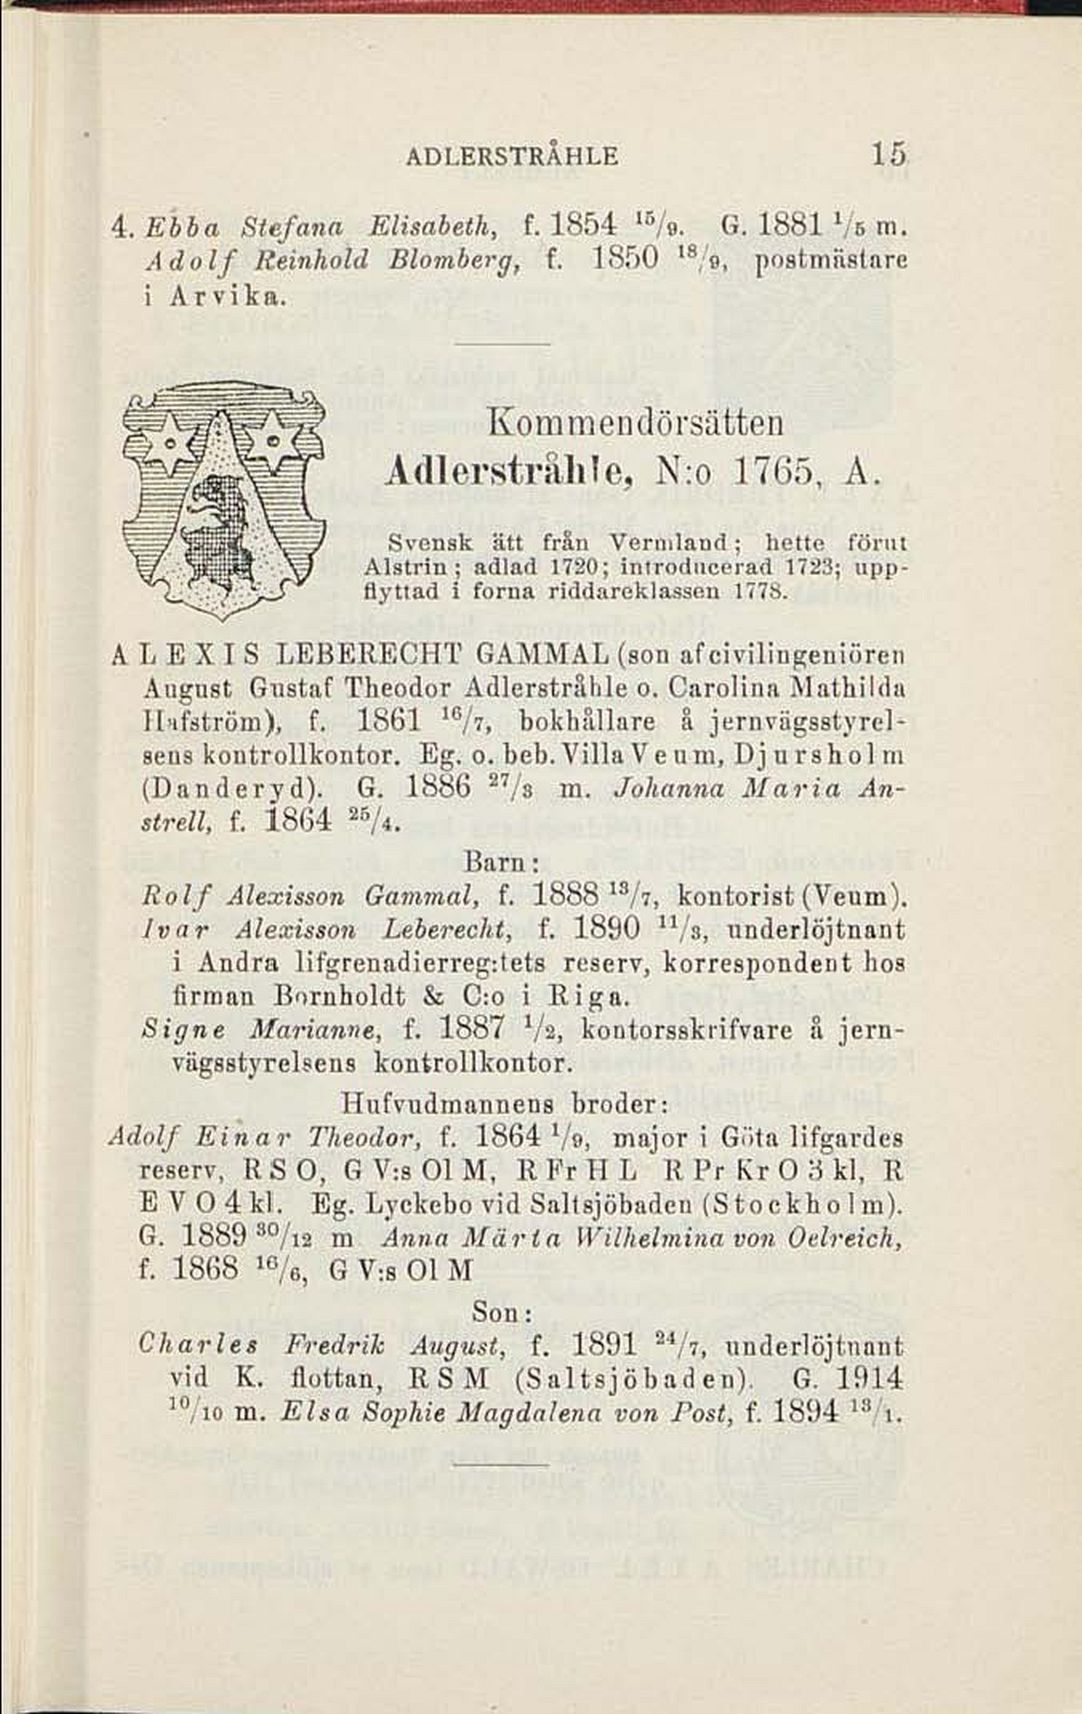 ADLERSTRÅHLE 15
4. Ebba Stefana Elisabeth, f. 1854 15/9. G. 1881 1/5 m.
Adolf Reinhold Blomberg, f. 1850 18/9, postmästare
i Arvika.
Kommendörsätten
Adlerstråhle, N:o 1765, A.
Svensk ätt från Vermland; hette förut
Alstrin; adlad 1720; introducerad 1723; upp-
flyttad i forna riddareklassen 1778.
ALEXIS LEBERECHT GAMMAL (son af civilingeniören
August Gustaf Theodor Adlerstråhle o. Carolina Mathilda
Hafström), f. 1861 16/7, bokhållare å jernvägsstyrel-
sens kontrollkontor. Eg. o. beb. Villa Veum, Djursholm
(Danderyd). G. 1886 27/3 m. Johanna Maria An-
strell, f. 1864 25/4.
Barn:
Rolf Alexisson Gammal, f. 1888 13/7, kontorist (Veum).
Ivar Alexisson Leberecht, f. 1890 11/3, underlöjtnant
i Andra lifgrenadierreg:tets reserv, korrespondent hos
firman Bornholdt & C:o i Riga.
Signe Marianne, f. 1887 1/2, kontorsskrifvare å jern-
vägsstyrelsens kontrollkontor.
Hufvudmannens broder:
Adolf Einar Theodor, f. 1864 1/9, major i Göta lifgardes
reserv, R S O, G V:s Ol M, R Fr H L R Pr Kr O 3 kl, R
E V O 4 kl. Eg. Lyckebo vid Saltsjöbaden (Stockholm).
G. 1889 30/12 m Anna Märta Wilhelmina von Oelreich,
f. 1868 16/6, G V:s Ol M
Son:
Charles Fredrik August, f. 1891 24/7, underlöjtnant
vid K. flottan, R S M (Saltsjöbaden). G. 1914
10/10 m. Elsa Sophie Magdalena von Post, f. 1894 13/1.